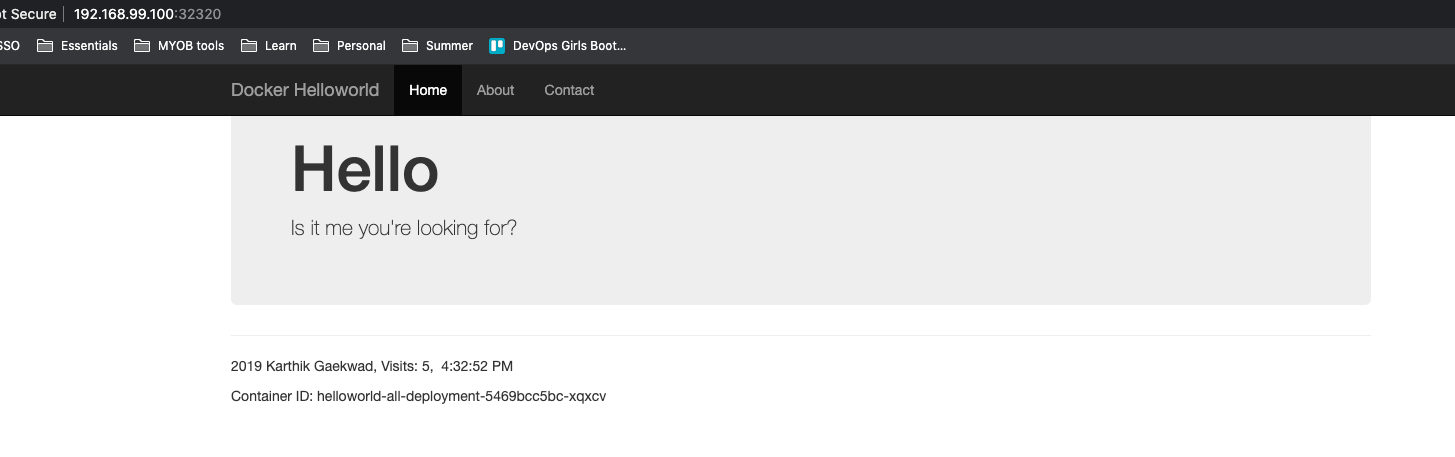 ot Secure 192.168.99.100:32320
SSO Essentials MYOB tools Learn Personal Summer DevOps Girls Boot...
Docker Helloworld Home About Contact
Hello
Is it me you're looking for?
2019 Karthik Gaekwad, Visits: 5, 4:32:52 PM
Container ID: helloworld-all-deployment-5469bcc5bc-xqxcv